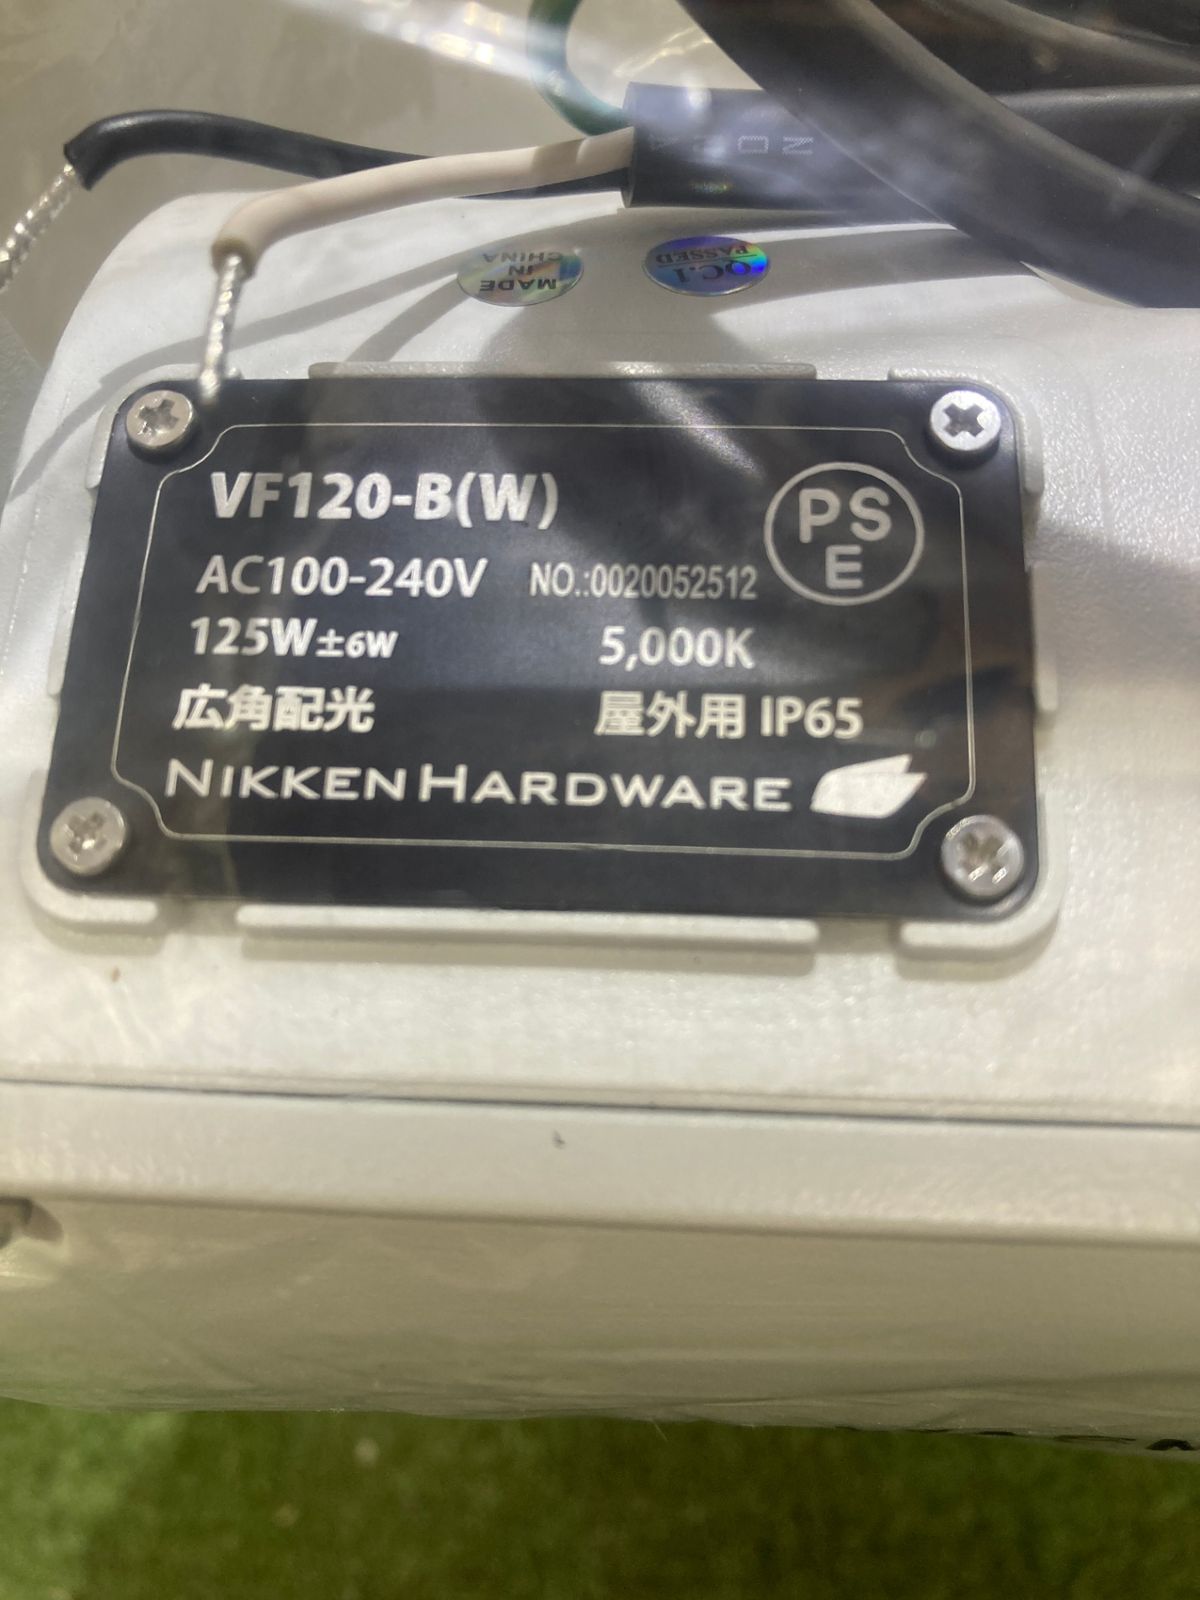 MADE
IN
CHINA
QC.1
PASSED
VF120-B(W)
PS
E
AC100-240V NO.:0020052512
125W±6W 5,000K
広角配光 屋外用 IP65
NIKKEN HARDWARE